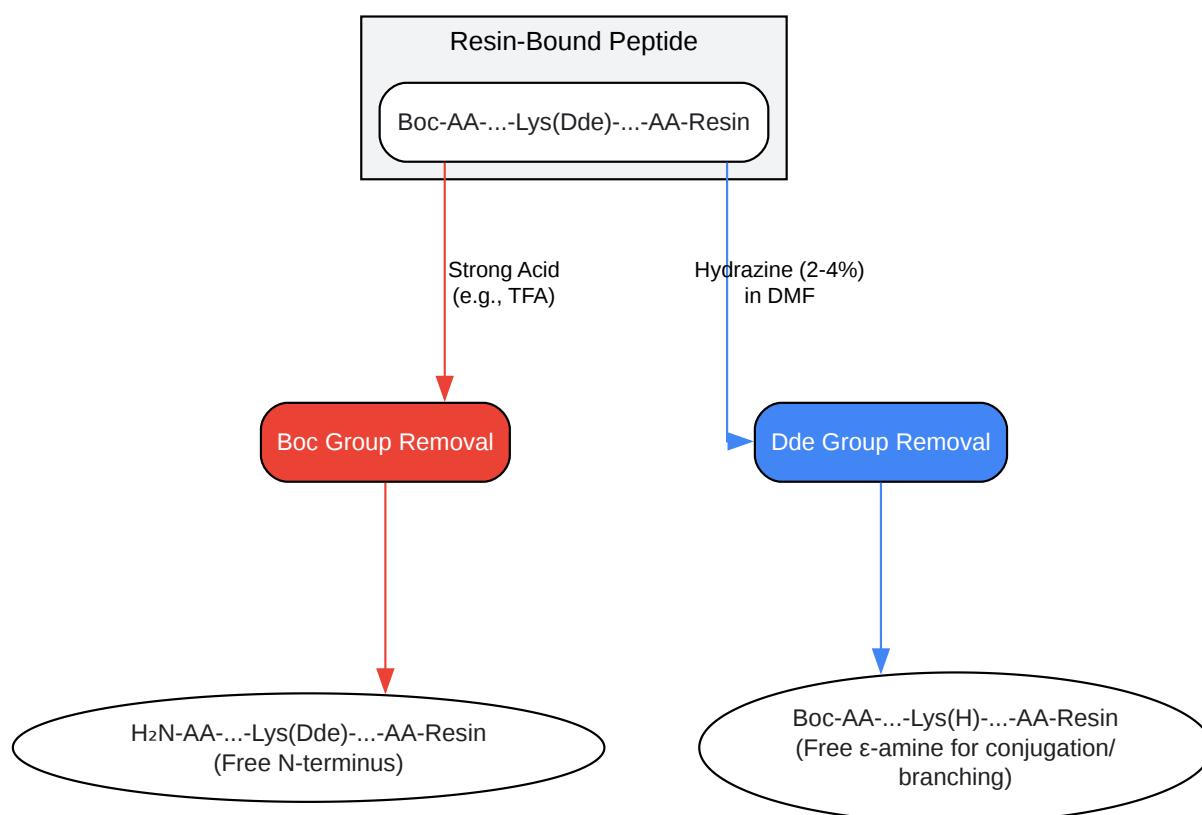 Resin-Bound Peptide
Boc-AA-...-Lys(Dde)-...-AA-Resin
Strong Acid
(e.g., TFA)
Hydrazine (2-4%)
in DMF
Boc Group Removal
Dde Group Removal
H₂N-AA-...-Lys(Dde)-...-AA-Resin
(Free N-terminus)
Boc-AA-...-Lys(H)-...-AA-Resin
(Free ε-amine for conjugation/
branching)